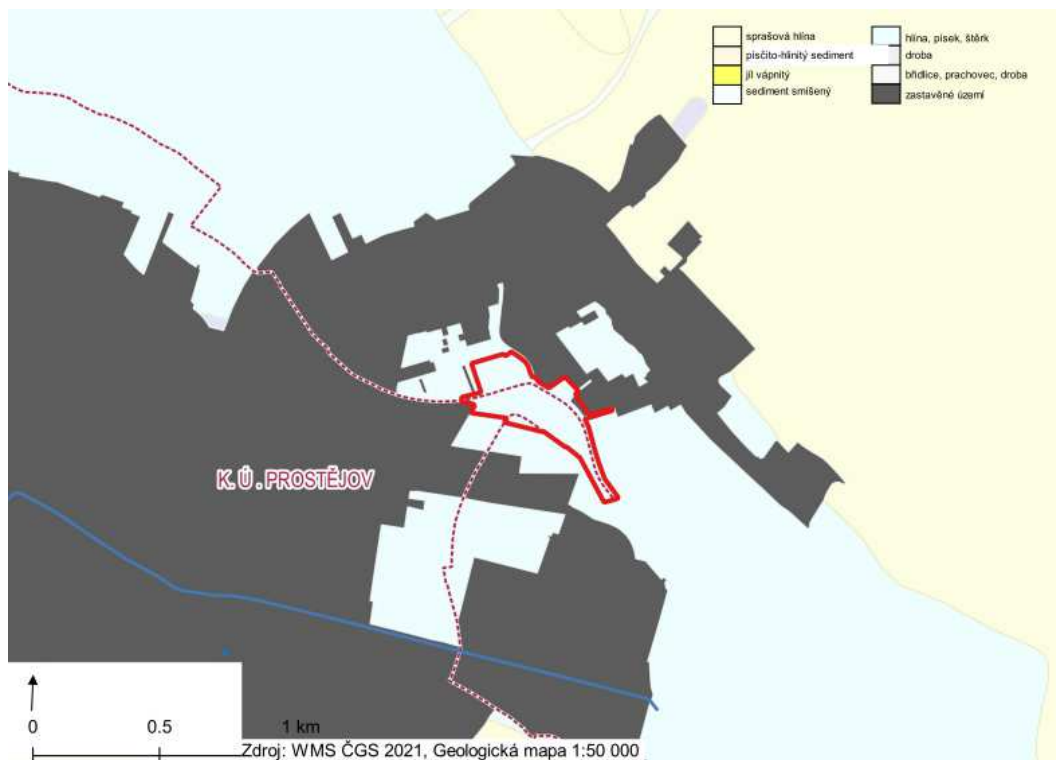 sprašová hlína
písčito-hlinitý sediment
jíl vápnitý
sediment smíšený
hlína, písek, štěrk
droba
břidlice, prachovec, droba
zastavěné území
K. Ú . PROSTĚJOV
0 0.5 1 km
Zdroj: WMS ČGS 2021, Geologická mapa 1:50 000